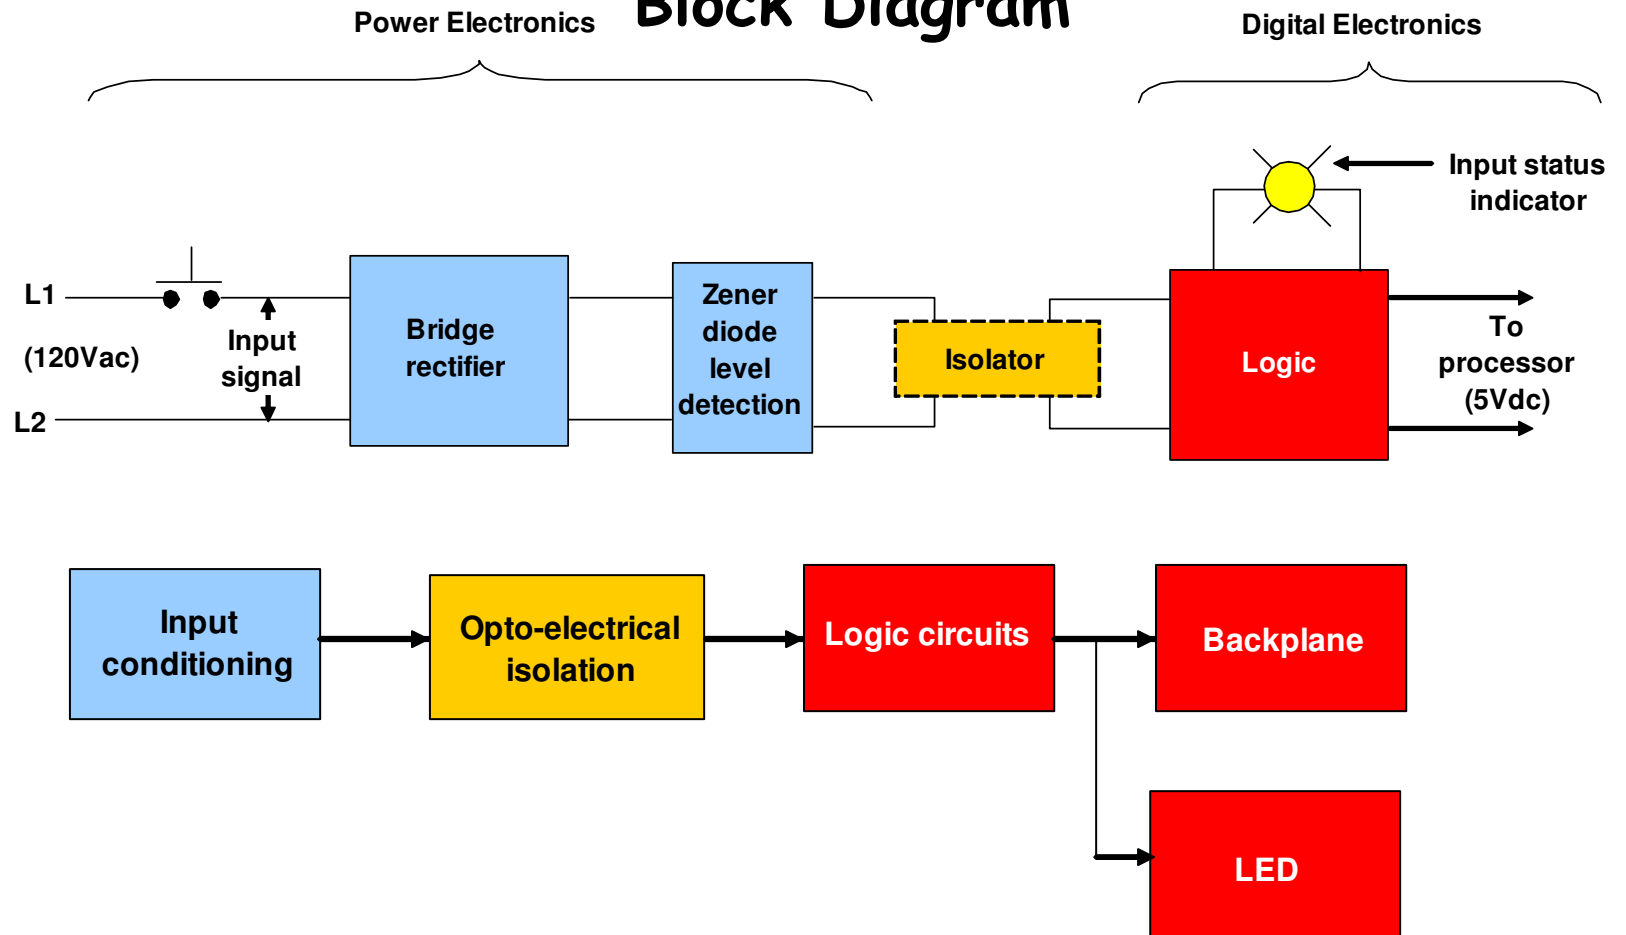 Block Diagram
Power Electronics
Digital Electronics
Input status
indicator
L1
(120Vac)
L2
Input
signal
Bridge
rectifier
Zener
diode
level
detection
Isolator
Logic
To
processor
(5Vdc)
Input
conditioning
Opto-electrical
isolation
Logic circuits
Backplane
LED